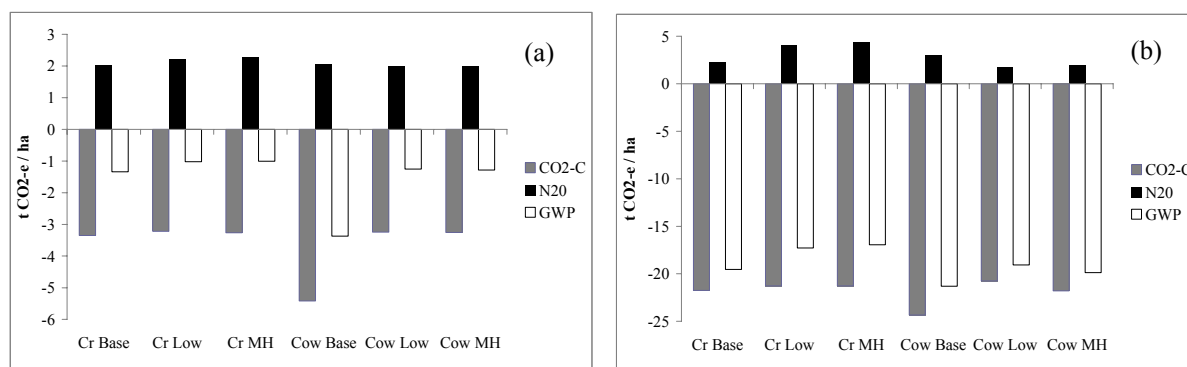 (a)
t CO2-e / ha
3
2
1
0
-1
-2
-3
-4
-5
-6
Cr Base Cr Low Cr MH Cow Base Cow Low Cow MH
CO2-C
N20
GWP
(b)
t CO2-e / ha
5
0
-5
-10
-15
-20
-25
Cr Base Cr Low Cr MH Cow Base Cow Low Cow MH
CO2-C
N20
GWP